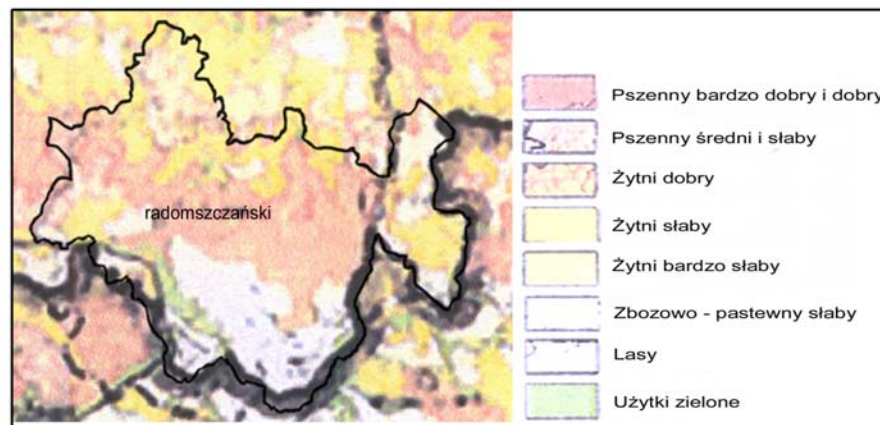 radomszczański
Pszenny bardzo dobry i dobry
Pszenny średni i słaby
Żytni dobry
Żytni słaby
Żytni bardzo słaby
Zbozowo - pastewny słaby
Lasy
Użytki zielone